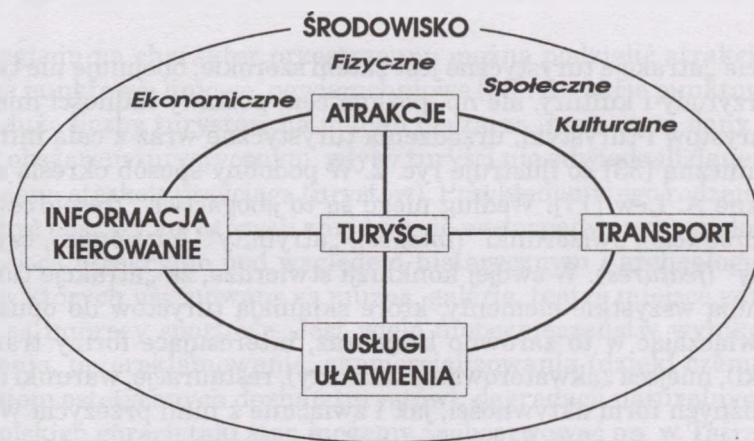 ŚRODOWISKO
Fizyczne
Ekonomiczne
Społeczne
ATRAKCJE
Kulturalne
INFORMACJA
KIEROWANIE
TURYŚCI
TRANSPORT
USŁUGI
UŁATWIENIA